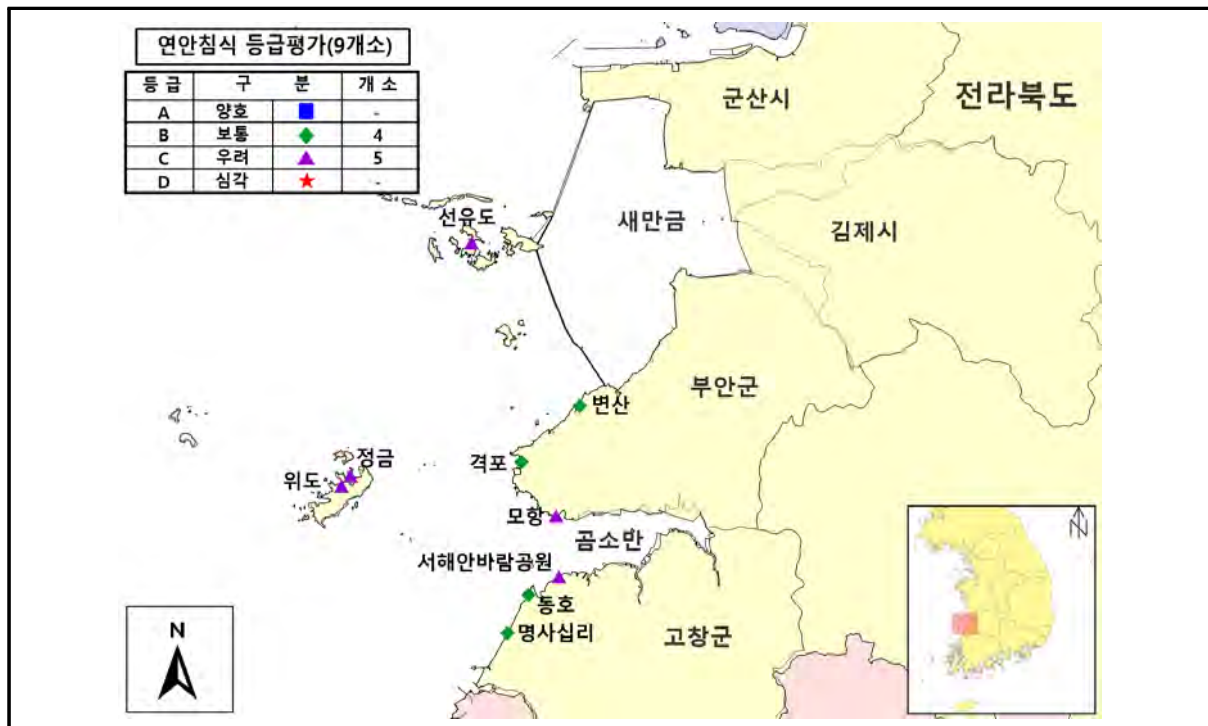 연안침식 등급평가(9개소)
등 급 구 분 개 소
A 양호 -
B 보통 4
C 우려 5
D 심각 -
군산시
전라북도
선유도
새만금
김제시
부안군
변산
정금
격포
위도
모항
곰소만
서해안바람공원
동호
명사십리
고창군
N
N